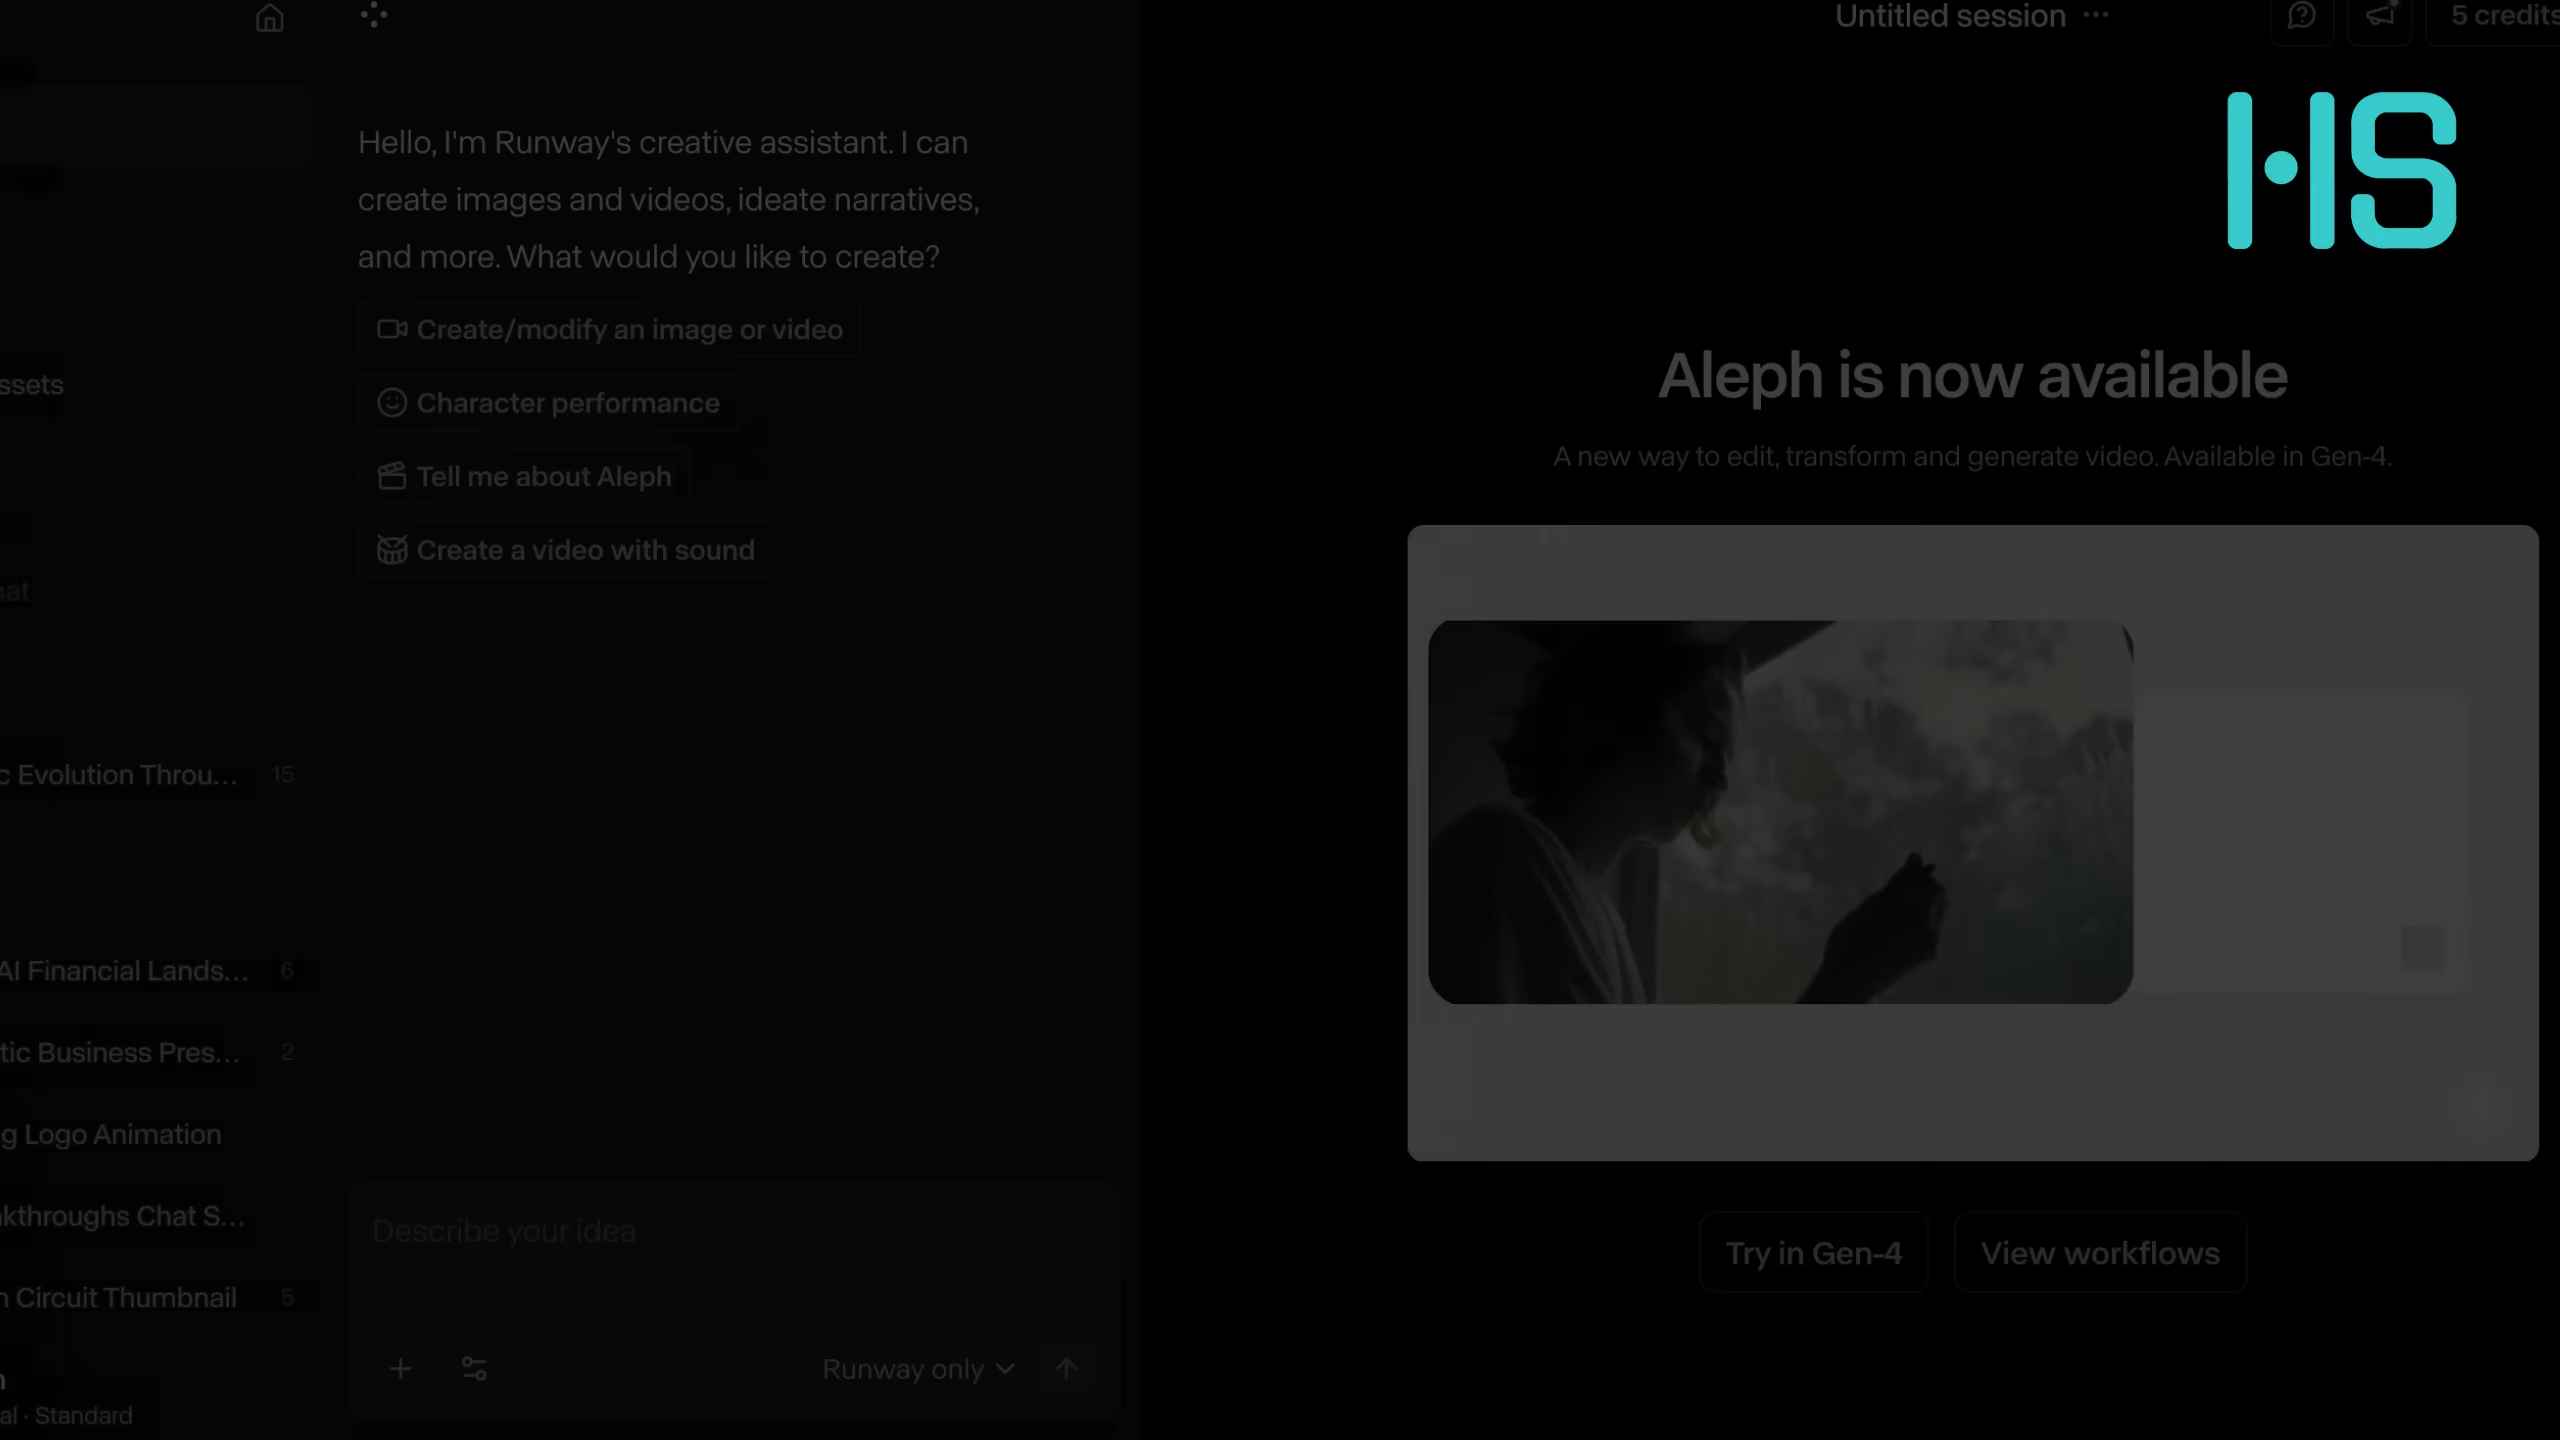 Untitled session
5 credits
HS
Hello, I'm Runway's creative assistant. I can
create images and videos, ideate narratives,
and more. What would you like to create?
Create/modify an image or video
Character performance
Tell me about Aleph
Create a video with sound
ssets
hat
c Evolution Throu... 15
AI Financial Lands... 6
tic Business Pres... 2
g Logo Animation
kthroughs Chat S...
n Circuit Thumbnail 5
al · Standard
Describe your idea
Runway only
Aleph is now available
A new way to edit, transform and generate video. Available in Gen-4.
Try in Gen-4
View workflows